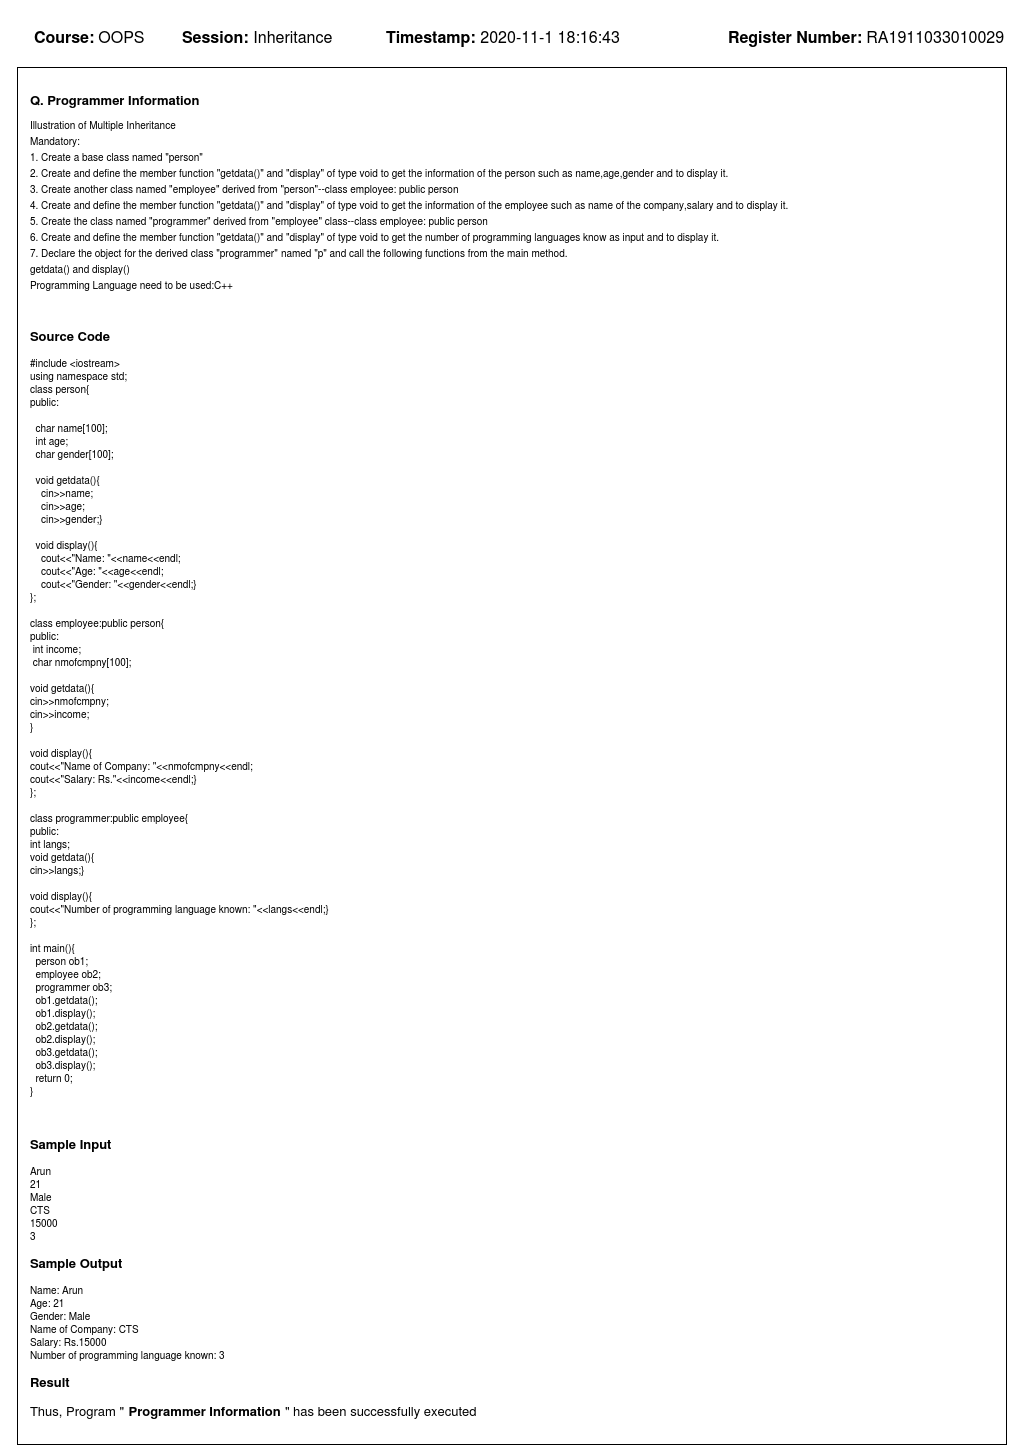 Course: OOPS Session: Inheritance Timestamp: 2020-11-1 18:16:43 Register Number: RA1911033010029
Q. Programmer Information
Illustration of Multiple Inheritance
Mandatory:
1. Create a base class named "person"
2. Create and define the member function "getdata()" and "display" of type void to get the information of the person such as name,age,gender and to display it.
3. Create another class named "employee" derived from "person"--class employee: public person
4. Create and define the member function "getdata()" and "display" of type void to get the information of the employee such as name of the company,salary and to display it.
5. Create the class named "programmer" derived from "employee" class--class employee: public person
6. Create and define the member function "getdata()" and "display" of type void to get the number of programming languages know as input and to display it.
7. Declare the object for the derived class "programmer" named "p" and call the following functions from the main method.
getdata() and display()
Programming Language need to be used:C++
Source Code
#include <iostream>
using namespace std;
class person{
public:
char name[100];
int age;
char gender[100];
void getdata(){
cin>>name;
cin>>age;
cin>>gender;}
void display(){
cout<<"Name: "<<name<<endl;
cout<<"Age: "<<age<<endl;
cout<<"Gender: "<<gender<<endl;}
};
class employee:public person{
public:
int income;
char nmofcmpny[100];
void getdata(){
cin>>nmofcmpny;
cin>>income;
}
void display(){
cout<<"Name of Company: "<<nmofcmpny<<endl;
cout<<"Salary: Rs."<<income<<endl;}
};
class programmer:public employee{
public:
int langs;
void getdata(){
cin>>langs;}
void display(){
cout<<"Number of programming language known: "<<langs<<endl;}
};
int main(){
person ob1;
employee ob2;
programmer ob3;
ob1.getdata();
ob1.display();
ob2.getdata();
ob2.display();
ob3.getdata();
ob3.display();
return 0;
}
Sample Input
Arun
21
Male
CTS
15000
3
Sample Output
Name: Arun
Age: 21
Gender: Male
Name of Company: CTS
Salary: Rs.15000
Number of programming language known: 3
Result
Thus, Program " Programmer Information " has been successfully executed